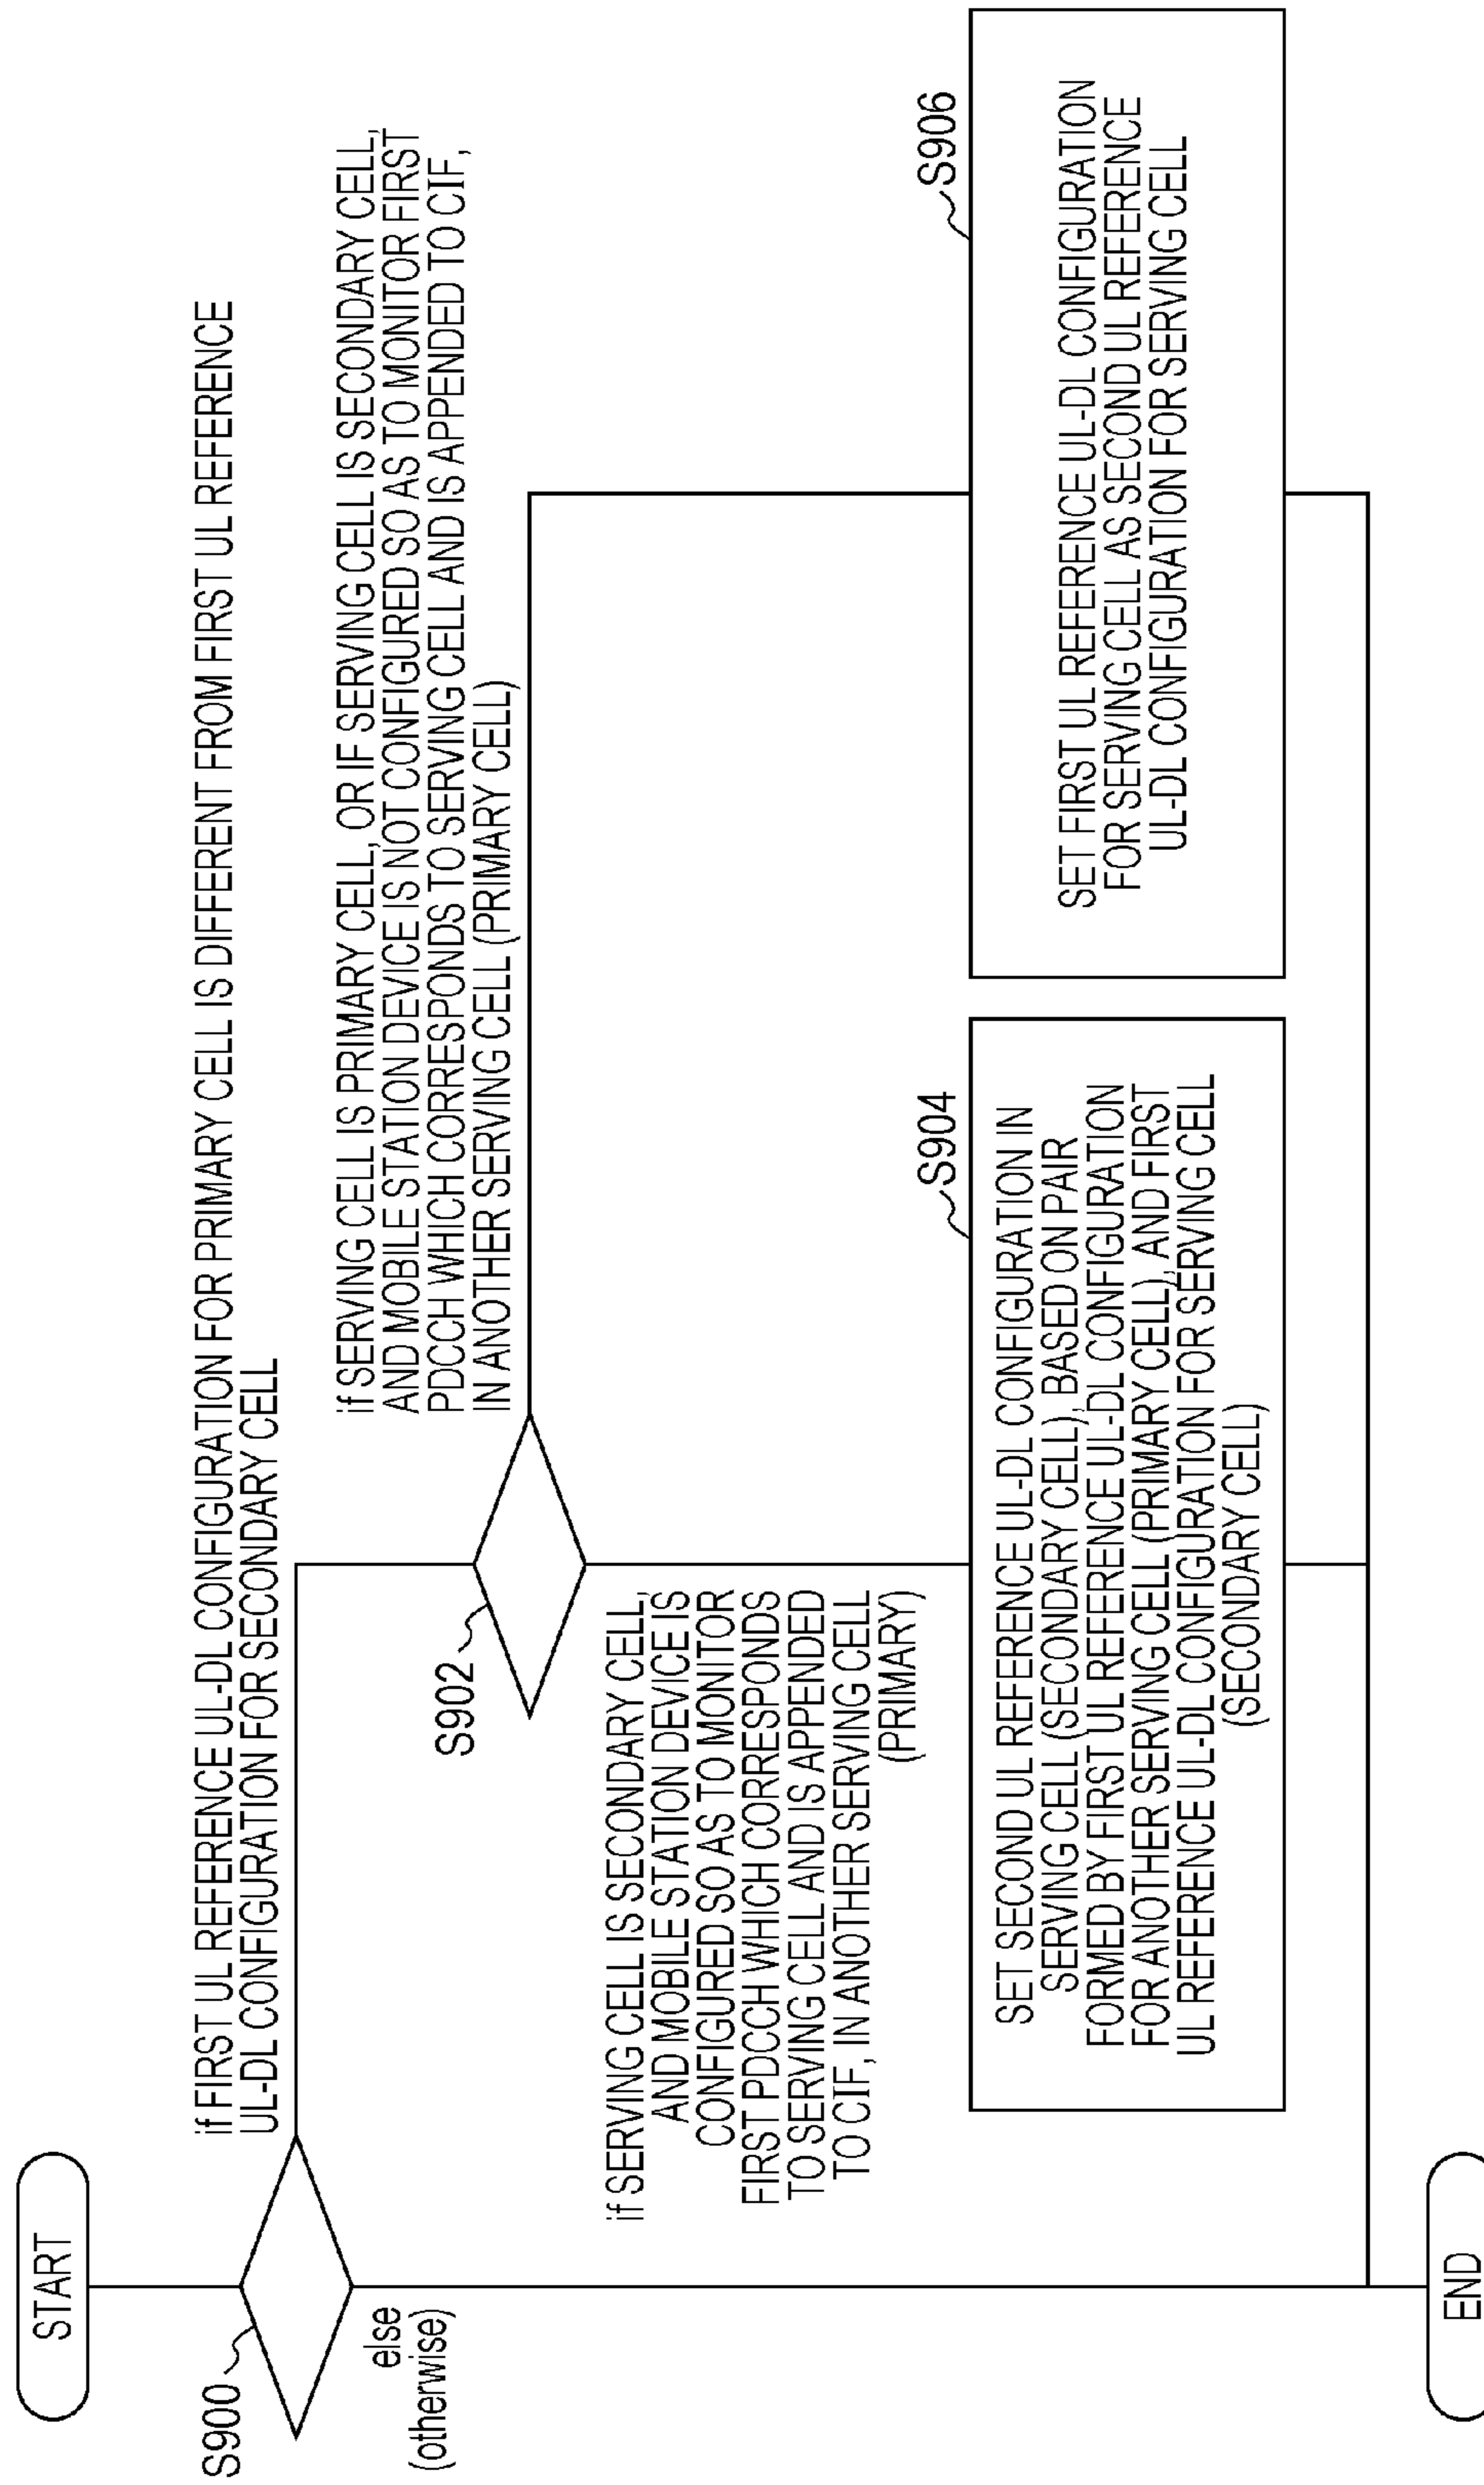 START
S900
if FIRST UL REFERENCE UL-DL CONFIGURATION FOR PRIMARY CELL IS DIFFERENT FROM FIRST UL REFERENCE
UL-DL CONFIGURATION FOR SECONDARY CELL
else
(otherwise)
S902
if SERVING CELL IS PRIMARY CELL, OR IF SERVING CELL IS SECONDARY CELL,
AND MOBILE STATION DEVICE IS NOT CONFIGURED SO AS TO MONITOR FIRST
PDCCH WHICH CORRESPONDS TO SERVING CELL AND IS APPENDED TO CIF,
IN ANOTHER SERVING CELL (PRIMARY CELL)
if SERVING CELL IS SECONDARY CELL,
AND MOBILE STATION DEVICE IS
CONFIGURED SO AS TO MONITOR
FIRST PDCCH WHICH CORRESPONDS
TO SERVING CELL AND IS APPENDED
TO CIF, IN ANOTHER SERVING CELL
(PRIMARY)
S904
SET SECOND UL REFERENCE UL-DL CONFIGURATION IN
SERVING CELL (SECONDARY CELL), BASED ON PAIR
FORMED BY FIRST UL REFERENCE UL-DL CONFIGURATION
FOR ANOTHER SERVING CELL (PRIMARY CELL), AND FIRST
UL REFERENCE UL-DL CONFIGURATION FOR SERVING CELL
(SECONDARY CELL)
S906
SET FIRST UL REFERENCE UL-DL CONFIGURATION
FOR SERVING CELL AS SECOND UL REFERENCE
UL-DL CONFIGURATION FOR SERVING CELL
END